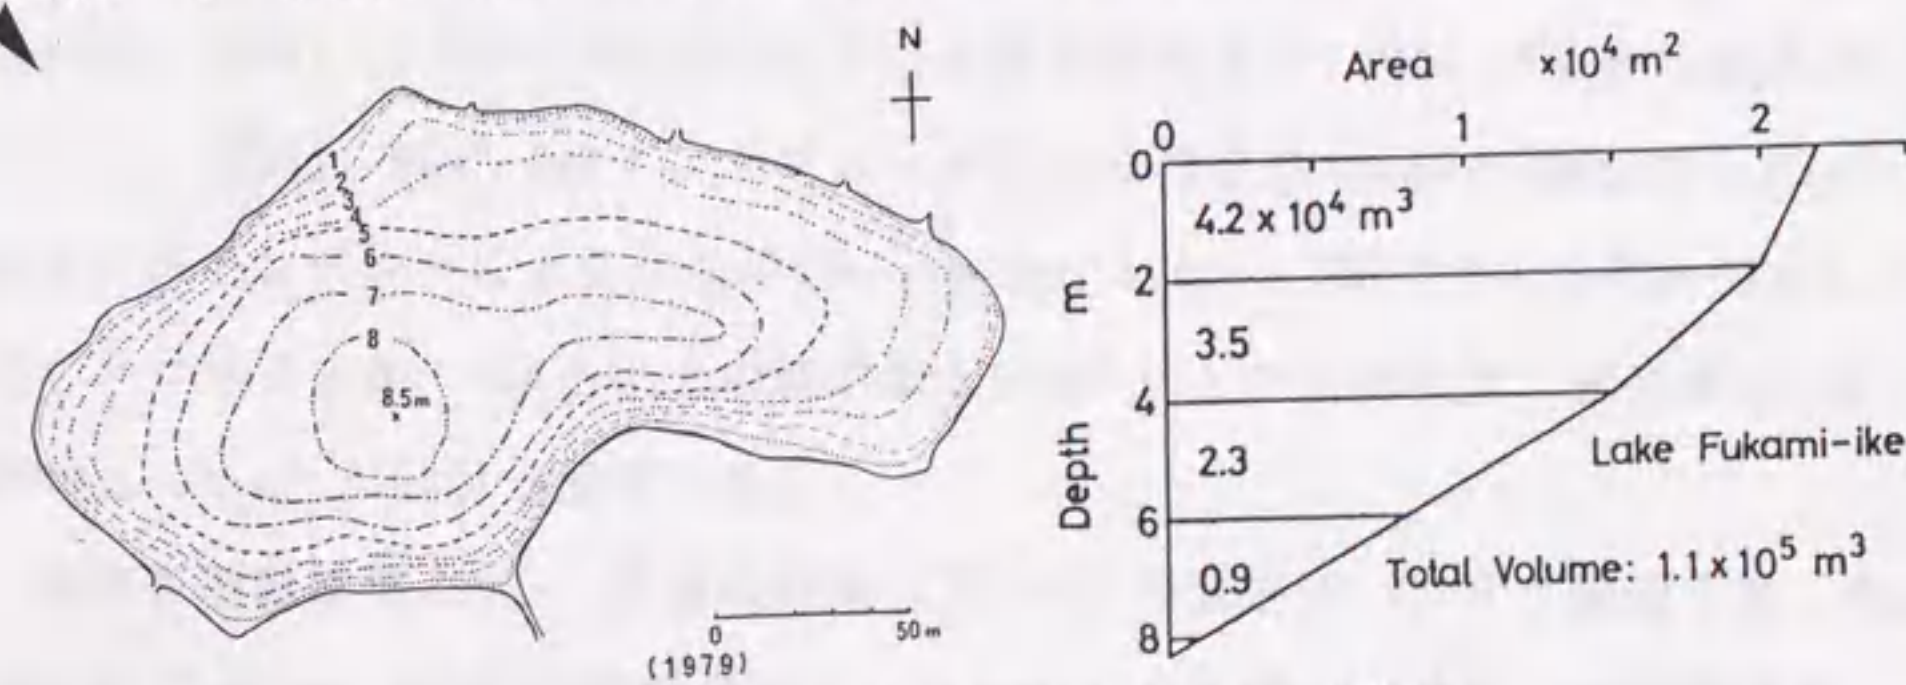 N
1
2
3
4
5
6
7
8
8.5m
0 50m
(1979)
Area ×10⁴ m²
0 1 2
0
2
4
6
8
Depth m
4.2 x 10⁴ m³
3.5
2.3
0.9
Lake Fukami-ike
Total Volume: 1.1 x 10⁵ m³